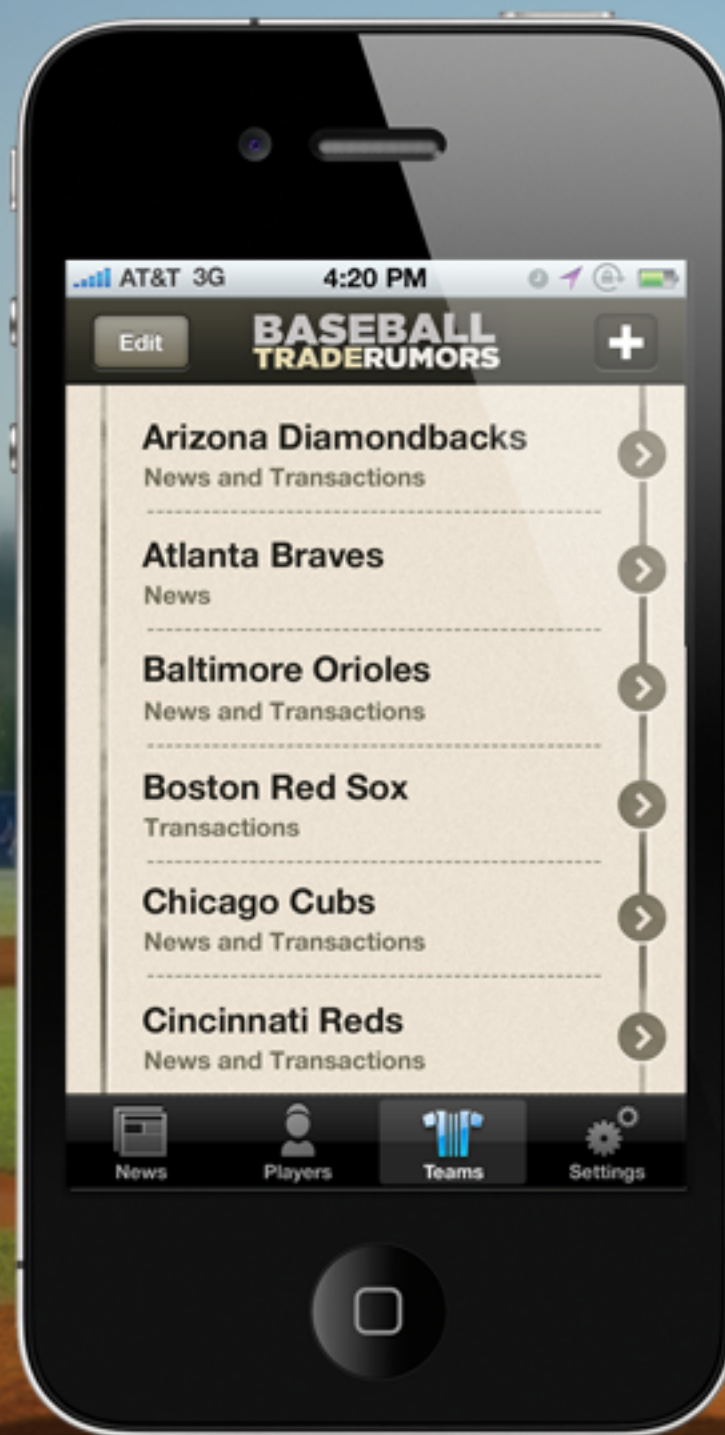 AT&T 3G 4:20 PM
Edit
BASEBALL
TRADERUMORS
Arizona Diamondbacks
News and Transactions
Atlanta Braves
News
Baltimore Orioles
News and Transactions
Boston Red Sox
Transactions
Chicago Cubs
News and Transactions
Cincinnati Reds
News and Transactions
News Players Teams Settings